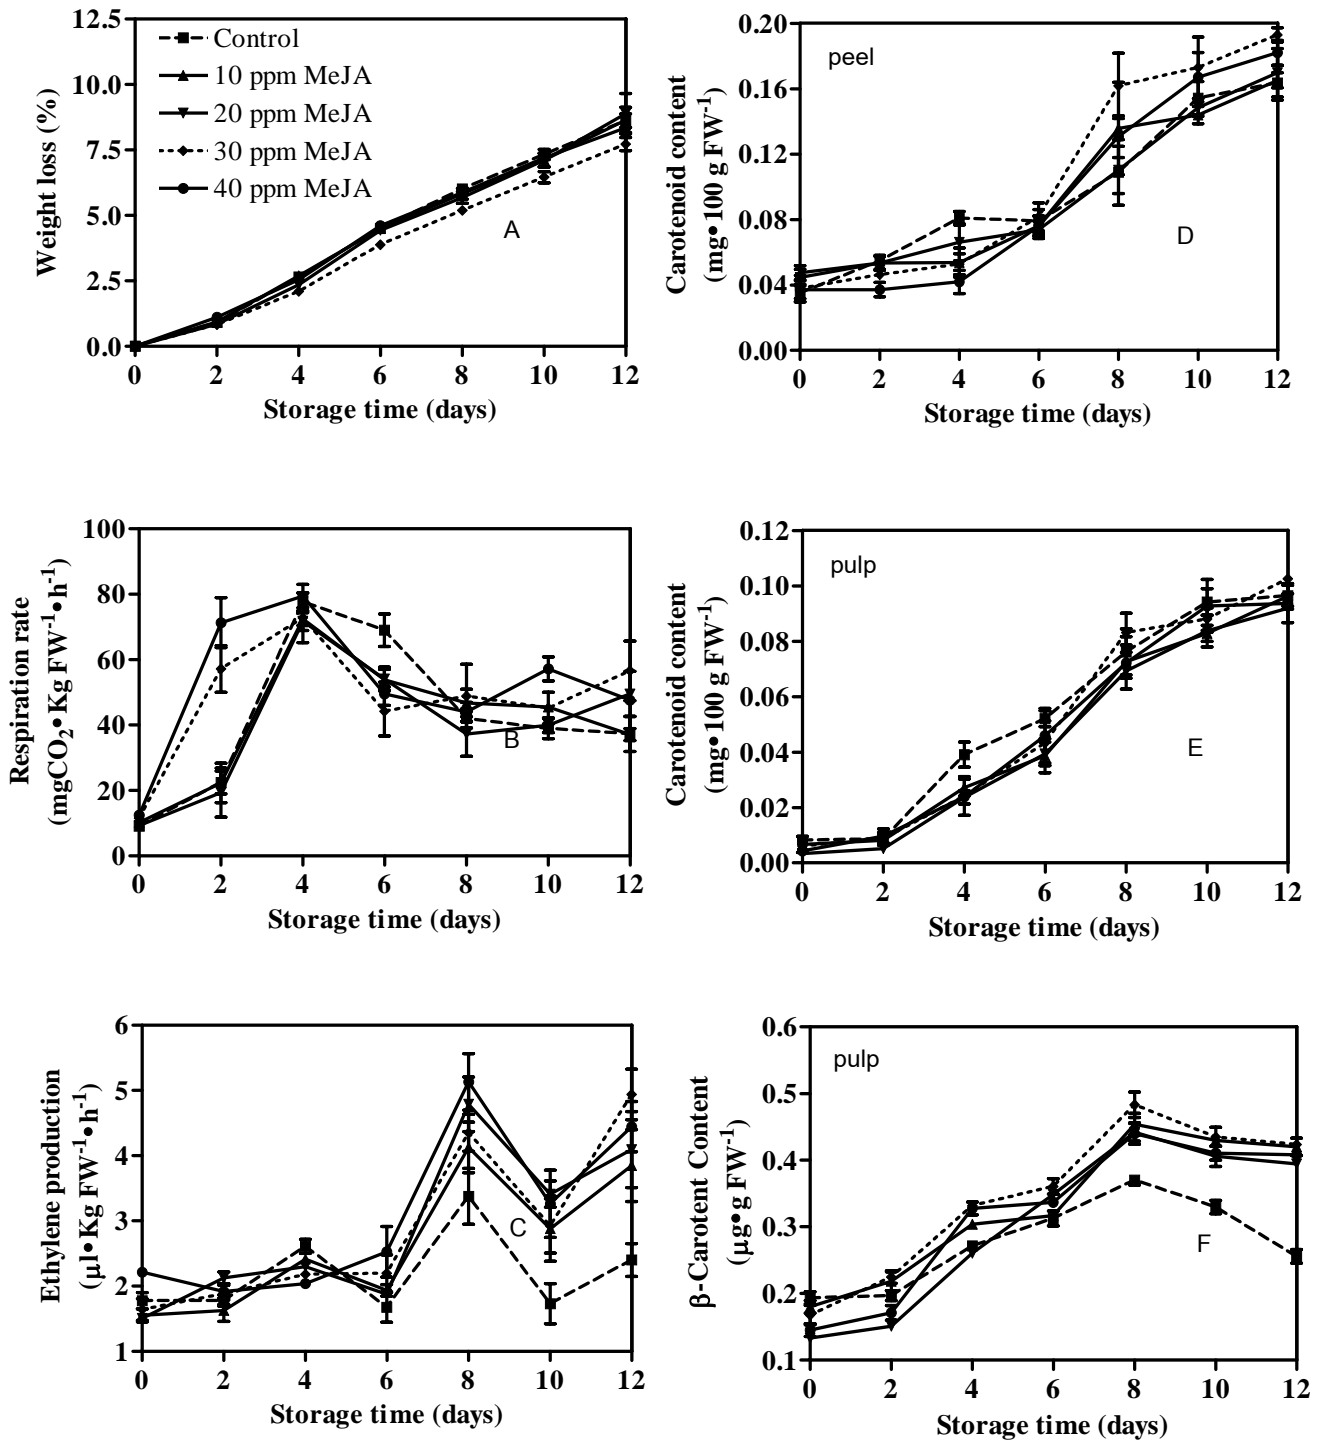 12.5
10.0
7.5
5.0
2.5
0.0
Weight loss (%)
Control
10 ppm MeJA
20 ppm MeJA
30 ppm MeJA
40 ppm MeJA
A
0 2 4 6 8 10 12
Storage time (days)
0.20
0.16
0.12
0.08
0.04
0.00
Carotenoid content
(mg•100 g FW⁻¹)
peel
D
0 2 4 6 8 10 12
Storage time (days)
100
80
60
40
20
0
Respiration rate
(mgCO₂•Kg FW⁻¹•h⁻¹)
B
0 2 4 6 8 10 12
Storage time (days)
0.12
0.10
0.08
0.06
0.04
0.02
0.00
Carotenoid content
(mg•100 g FW⁻¹)
pulp
E
0 2 4 6 8 10 12
Storage time (days)
6
5
4
3
2
1
Ethylene production
(µl•Kg FW⁻¹•h⁻¹)
C
0 2 4 6 8 10 12
Storage time (days)
0.6
0.5
0.4
0.3
0.2
0.1
β-Carotent Content
(µg•g FW⁻¹)
pulp
F
0 2 4 6 8 10 12
Storage time (days)